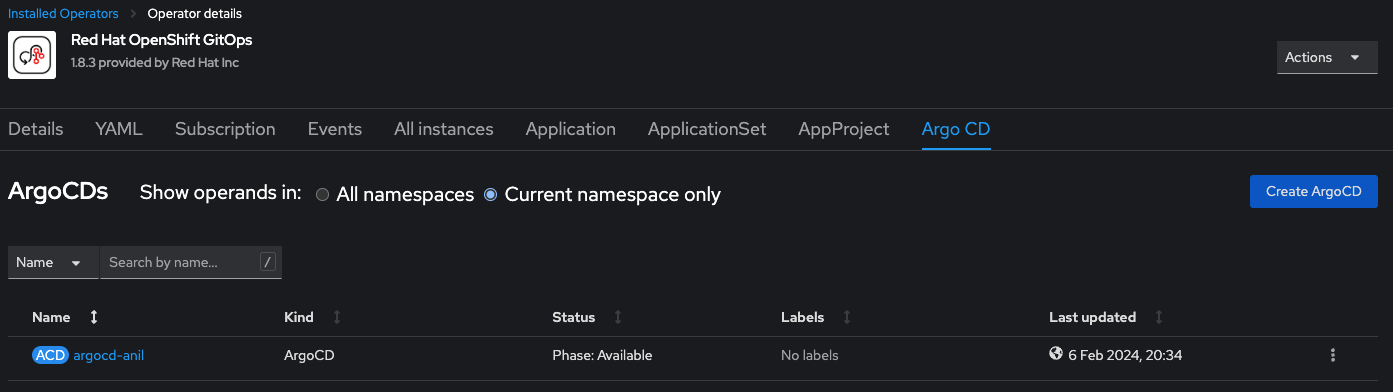 Installed Operators > Operator details
Red Hat OpenShift GitOps
1.8.3 provided by Red Hat Inc
Actions
Details YAML Subscription Events All instances Application ApplicationSet AppProject Argo CD
ArgoCDs Show operands in: All namespaces Current namespace only Create ArgoCD
Name Search by name... /
Name Kind Status Labels Last updated
ACD argocd-anil ArgoCD Phase: Available No labels 6 Feb 2024, 20:34